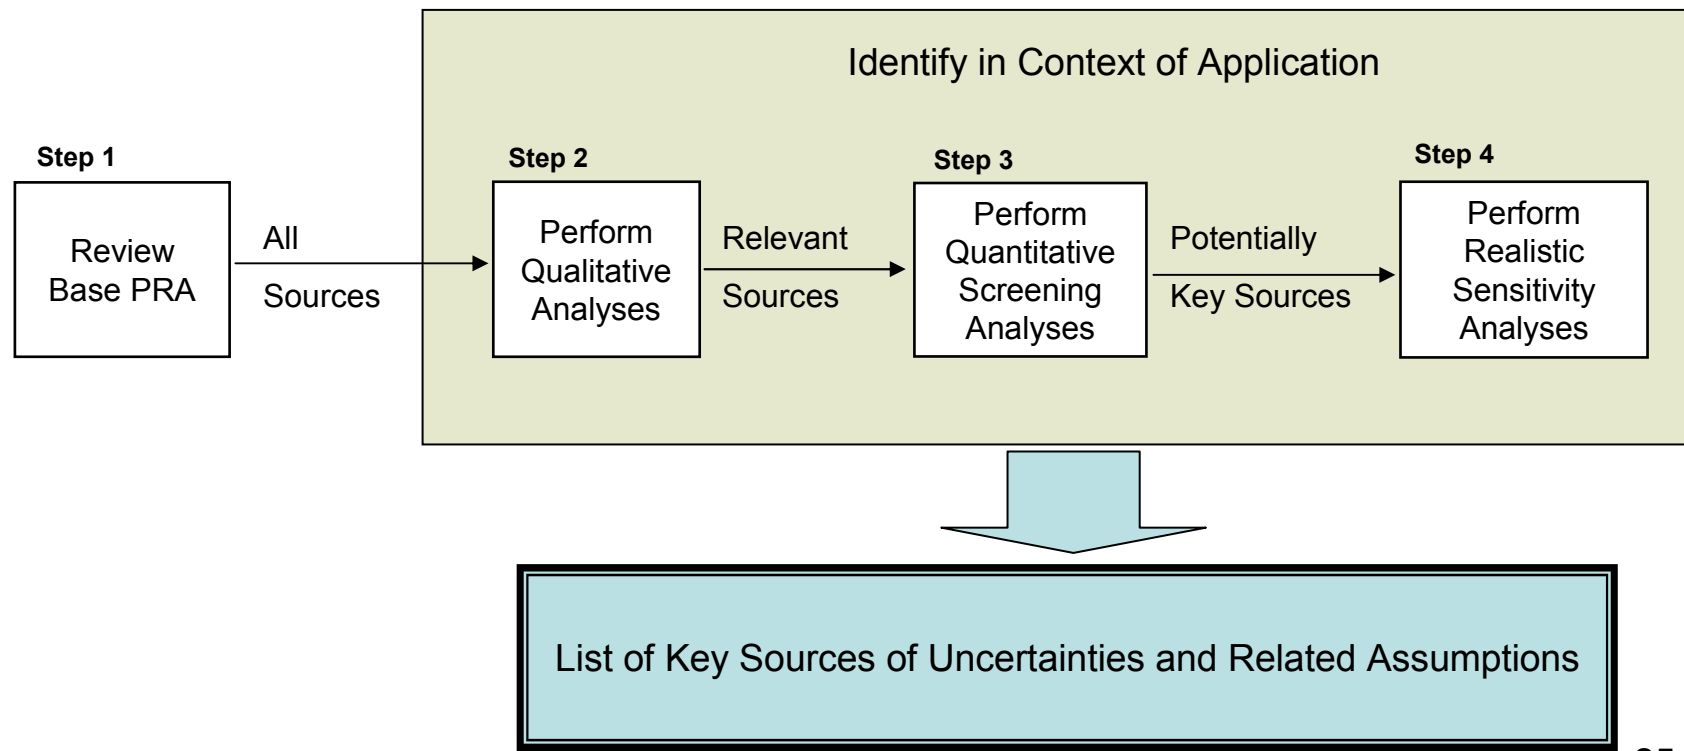 Identify in Context of Application
Step 1
Review
Base PRA
All
Sources
Step 2
Perform
Qualitative
Analyses
Relevant
Sources
Step 3
Perform
Quantitative
Screening
Analyses
Potentially
Key Sources
Step 4
Perform
Realistic
Sensitivity
Analyses
List of Key Sources of Uncertainties and Related Assumptions